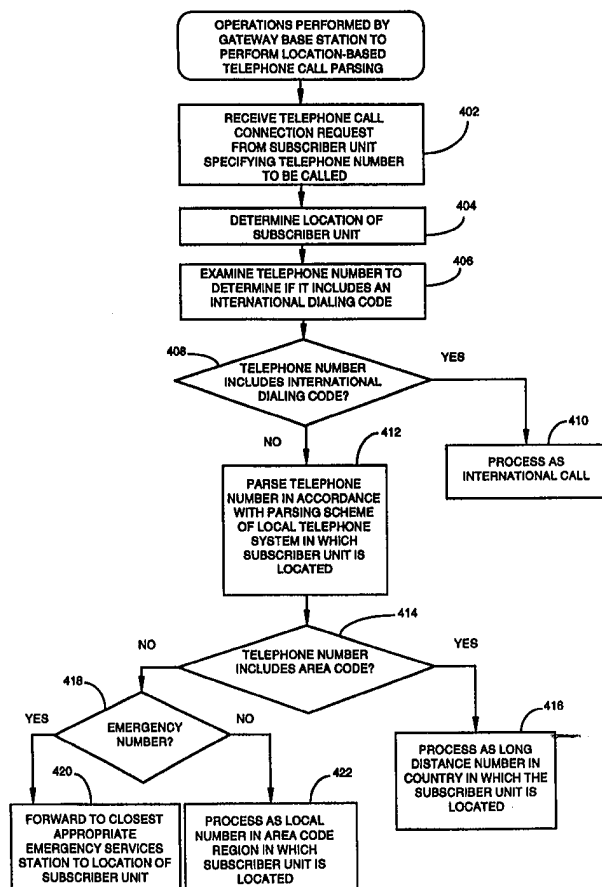 OPERATIONS PERFORMED BY
GATEWAY BASE STATION TO
PERFORM LOCATION-BASED
TELEPHONE CALL PARSING
402
RECEIVE TELEPHONE CALL
CONNECTION REQUEST
FROM SUBSCRIBER UNIT
SPECIFYING TELEPHONE NUMBER
TO BE CALLED
404
DETERMINE LOCATION OF
SUBSCRIBER UNIT
406
EXAMINE TELEPHONE NUMBER TO
DETERMINE IF IT INCLUDES AN
INTERNATIONAL DIALING CODE
408
YES
TELEPHONE NUMBER
INCLUDES INTERNATIONAL
DIALING CODE?
NO
410
PROCESS AS
INTERNATIONAL CALL
412
PARSE TELEPHONE
NUMBER IN ACCORDANCE
WITH PARSING SCHEME
OF LOCAL TELEPHONE
SYSTEM IN WHICH
SUBSCRIBER UNIT IS
LOCATED
414
NO
YES
TELEPHONE NUMBER
INCLUDES AREA CODE?
418
YES
EMERGENCY
NUMBER?
NO
416
PROCESS AS LONG
DISTANCE NUMBER IN
COUNTRY IN WHICH THE
SUBSCRIBER UNIT IS
LOCATED
420
FORWARD TO CLOSEST
APPROPRIATE
EMERGENCY SERVICES
STATION TO LOCATION OF
SUBSCRIBER UNIT
422
PROCESS AS LOCAL
NUMBER IN AREA CODE
REGION IN WHICH
SUBSCRIBER UNIT IS
LOCATED